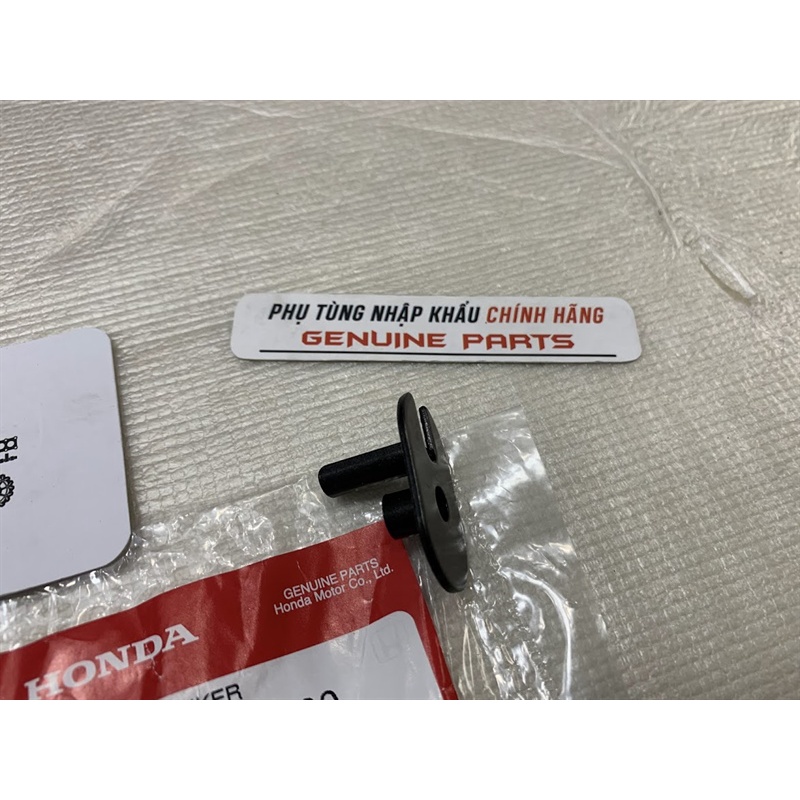 PHỤ TÙNG NHẬP KHẨU CHÍNH HÃNG
GENUINE PARTS
GENUINE PARTS
Honda Motor Co., Ltd.
HONDA